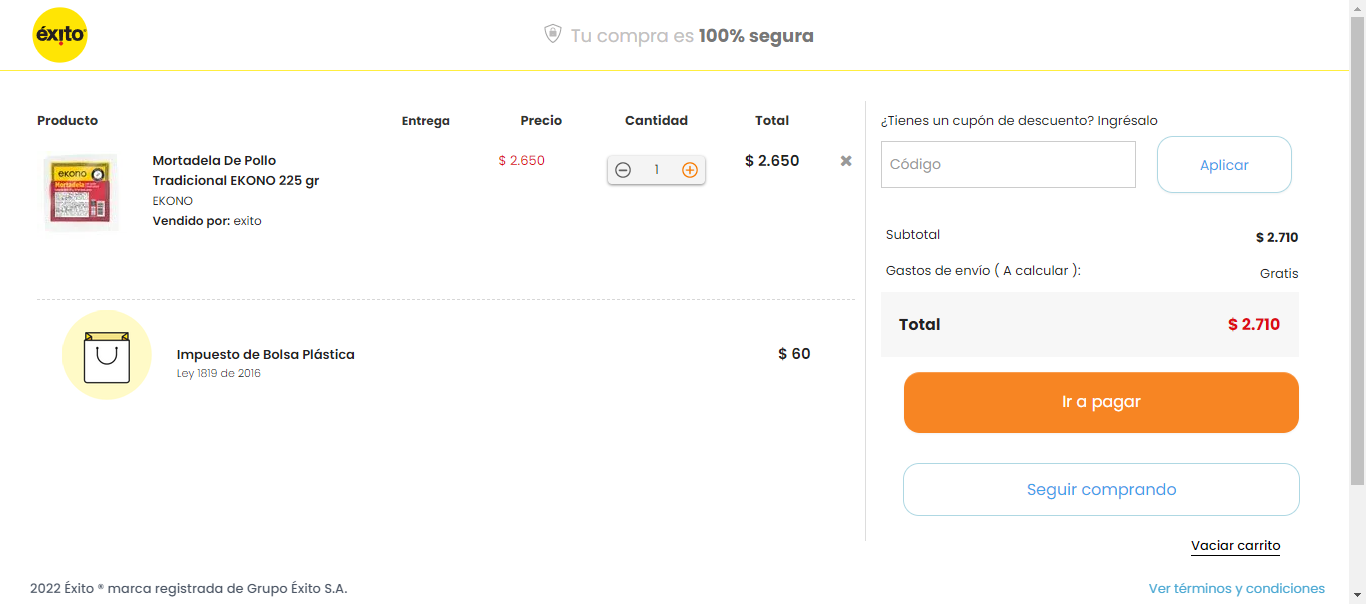 éxito
Tu compra es 100% segura
Producto
Entrega
Precio
Cantidad
Total
ekono
Mortadela
Mortadela De Pollo
Tradicional EKONO 225 gr
EKONO
Vendido por: exito
$ 2.650
1
$ 2.650
Impuesto de Bolsa Plástica
Ley 1819 de 2016
$ 60
¿Tienes un cupón de descuento? Ingrésalo
Código
Aplicar
Subtotal
$ 2.710
Gastos de envío ( A calcular ):
Gratis
Total
$ 2.710
Ir a pagar
Seguir comprando
Vaciar carrito
2022 Éxito ® marca registrada de Grupo Éxito S.A.
Ver términos y condiciones